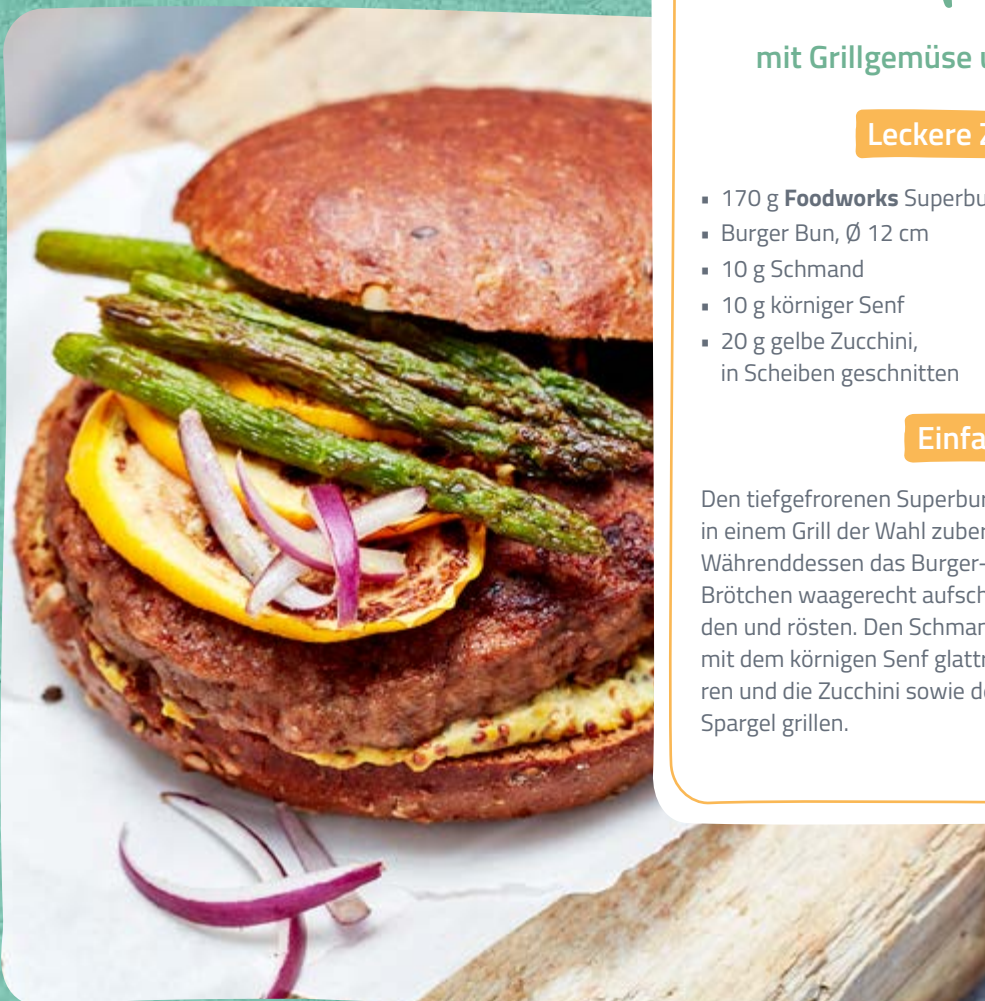 mit Grillgemüse u
Leckere Z
▪ 170 g Foodworks Superbu
▪ Burger Bun, Ø 12 cm
▪ 10 g Schmand
▪ 10 g körniger Senf
▪ 20 g gelbe Zucchini,
in Scheiben geschnitten
Einfa
Den tiefgefrorenen Superbur
in einem Grill der Wahl zuber
Währenddessen das Burger-
Brötchen waagerecht aufsch
den und rösten. Den Schman
mit dem körnigen Senf glattr
ren und die Zucchini sowie de
Spargel grillen.